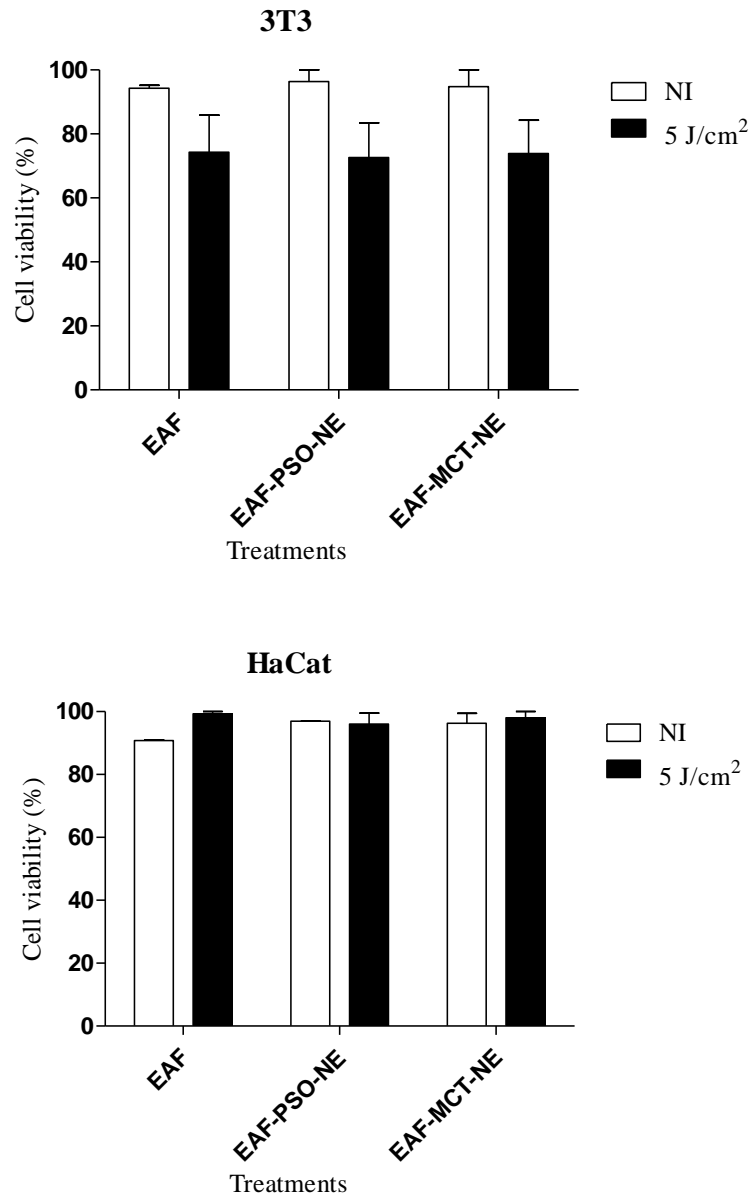 3T3
100
80
60
40
20
0
Cell viability (%)
EAF
EAF-PSO-NE
EAF-MCT-NE
Treatments
NI
5 J/cm²
HaCat
100
80
60
40
20
0
Cell viability (%)
EAF
EAF-PSO-NE
EAF-MCT-NE
Treatments
NI
5 J/cm²